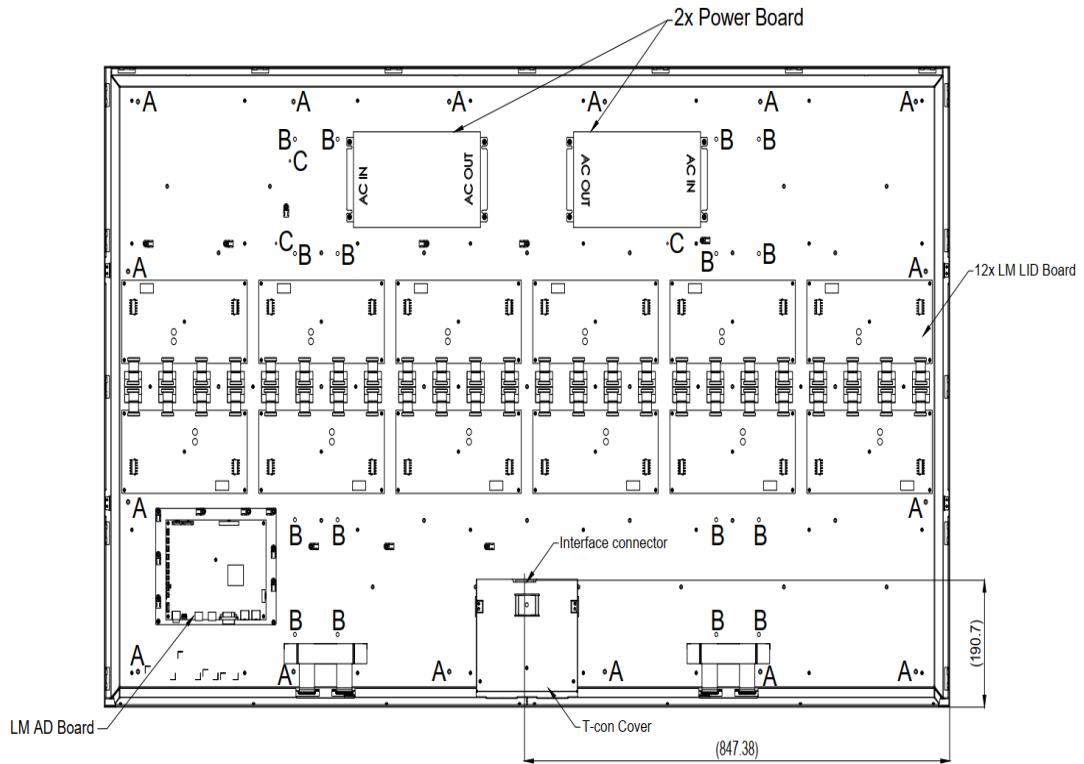 2x Power Board
A A A A A A
B B B B
C
AC IN
AC OUT
AC OUT
AC IN
C B B C B B
A A
12x LM LID Board
A A
B B B B
Interface connector
B B B B
A A A A A A
(190.7)
LM AD Board
T-con Cover
(847.38)